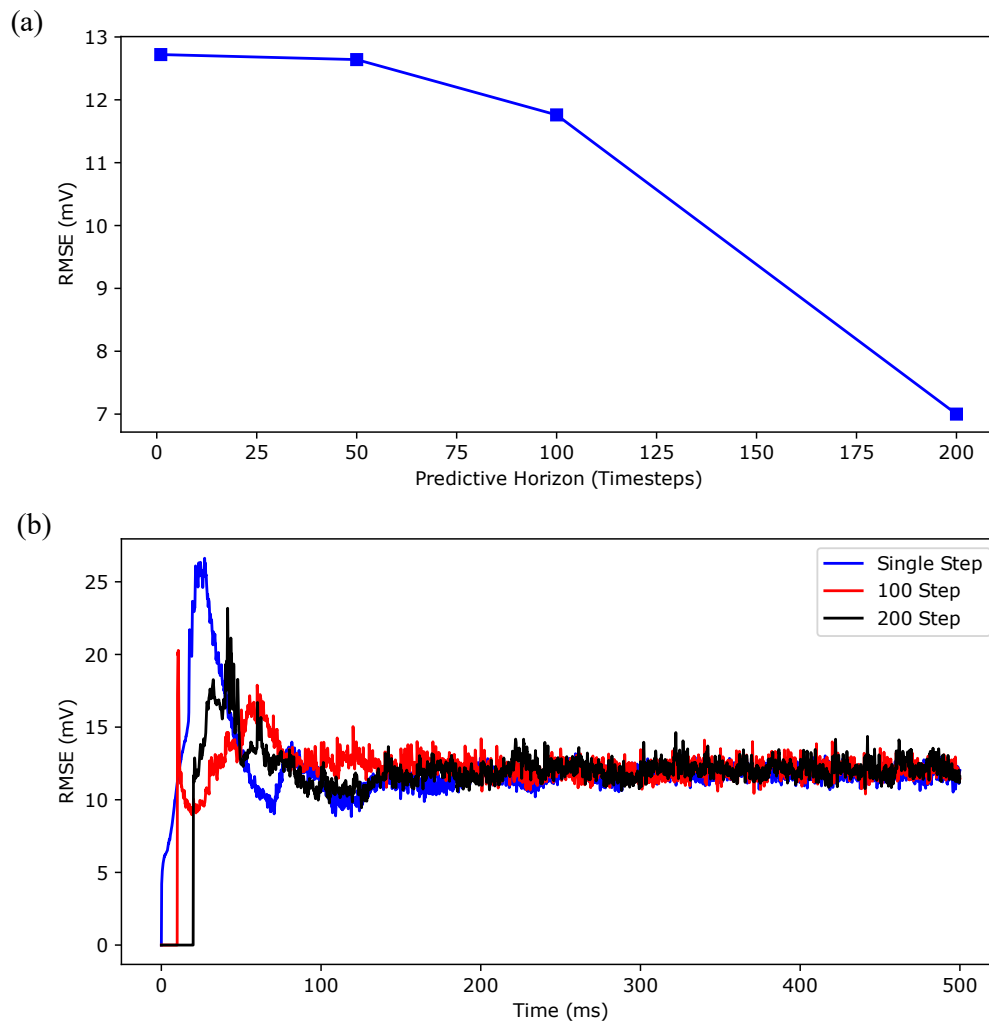 (a)
13
12
11
10
9
8
7
RMSE (mV)
0 25 50 75 100 125 150 175 200
Predictive Horizon (Timesteps)
(b)
25
20
15
10
5
0
RMSE (mV)
Single Step
100 Step
200 Step
0 100 200 300 400 500
Time (ms)